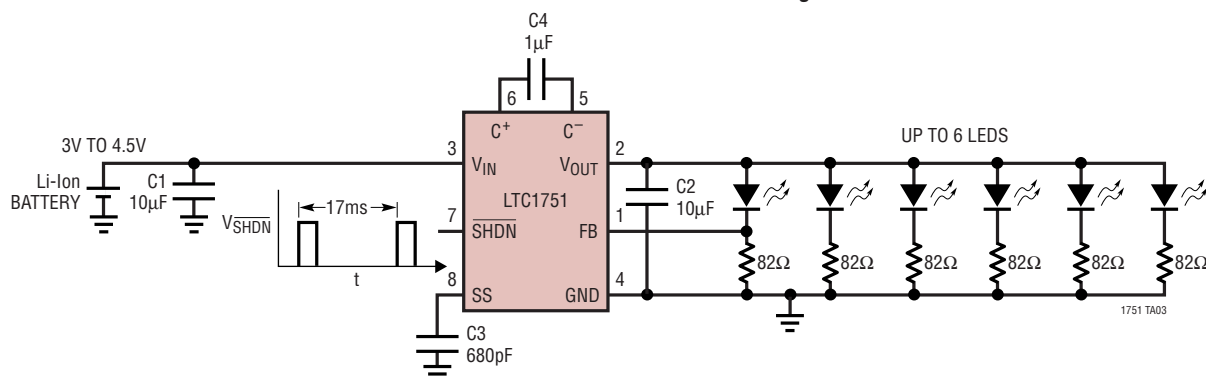 C4
1µF
6
5
C+
C−
3V TO 4.5V
3
VIN
VOUT
2
UP TO 6 LEDS
Li-Ion
BATTERY
C1
10µF
LTC1751
C2
10µF
VSHDN
17ms
t
7
SHDN
FB
1
82Ω
82Ω
82Ω
82Ω
82Ω
82Ω
8
SS
GND
4
C3
680pF
1751 TA03